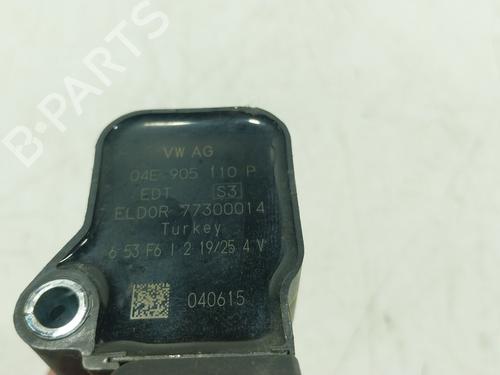 B-PARTS
VW AG
04E 905 110 P
EDT S3
ELDOR 77300014
Turkey
6 53 F6 1 2 19/25 4 V
040615